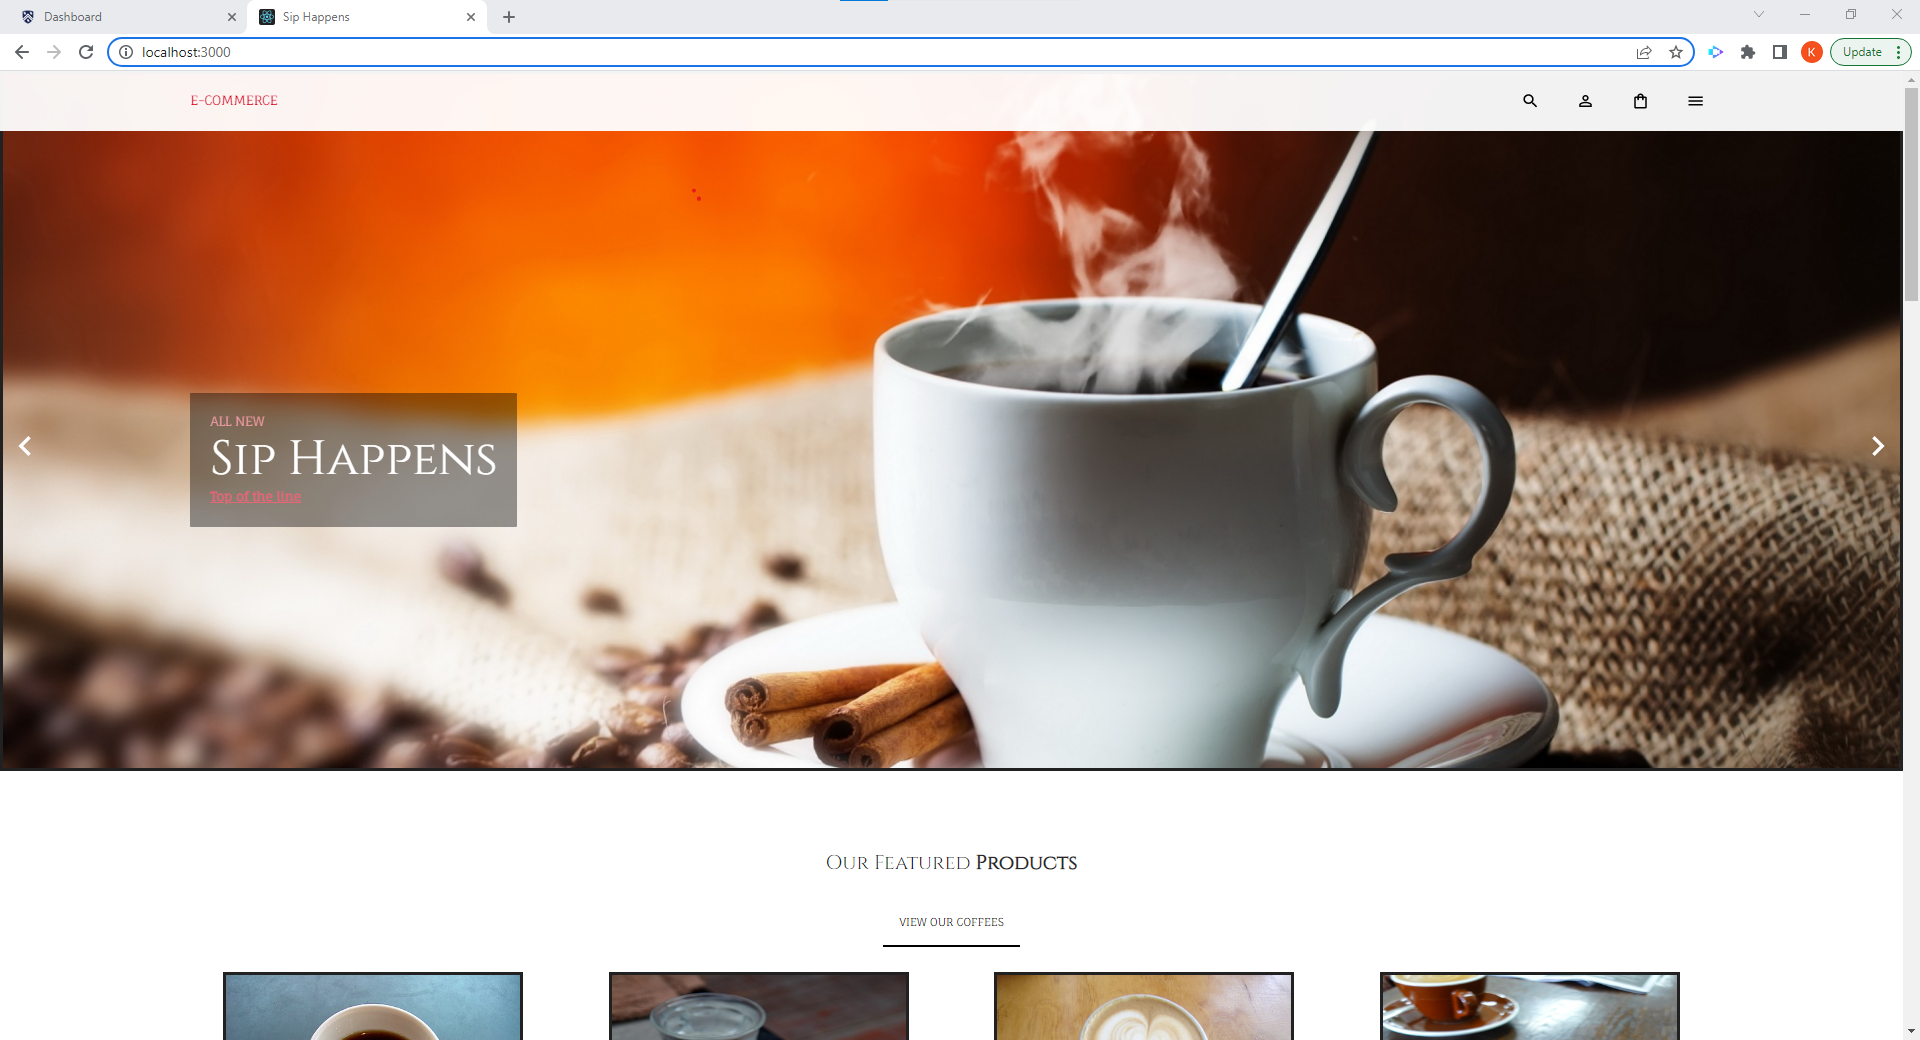 Dashboard
Sip Happens
localhost:3000
K
Update
E-COMMERCE
ALL NEW
Sip Happens
Top of the line
Our Featured Products
VIEW OUR COFFEES